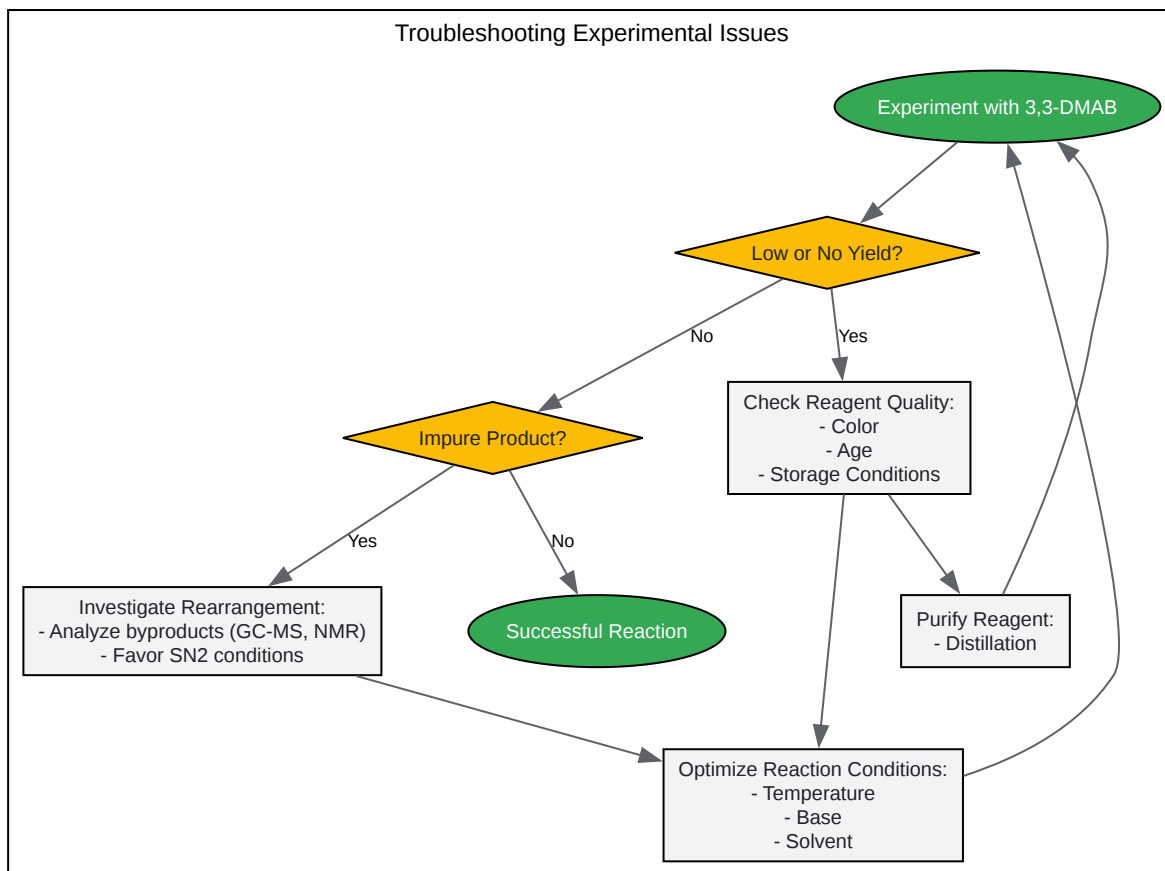 Troubleshooting Experimental Issues
Experiment with 3,3-DMAB
Low or No Yield?
No
Yes
Check Reagent Quality:
- Color
- Age
- Storage Conditions
Impure Product?
Yes
No
Investigate Rearrangement:
- Analyze byproducts (GC-MS, NMR)
- Favor SN2 conditions
Successful Reaction
Purify Reagent:
- Distillation
Optimize Reaction Conditions:
- Temperature
- Base
- Solvent